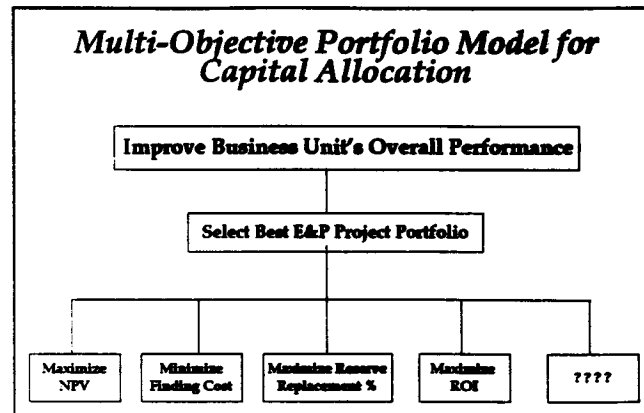 Multi-Objective Portfolio Model for
Capital Allocation
Improve Business Unit's Overall Performance
Select Best E&P Project Portfolio
Maximize
NPV
Minimize
Finding Cost
Maximize Reserve
Replacement %
Maximize
ROI
????